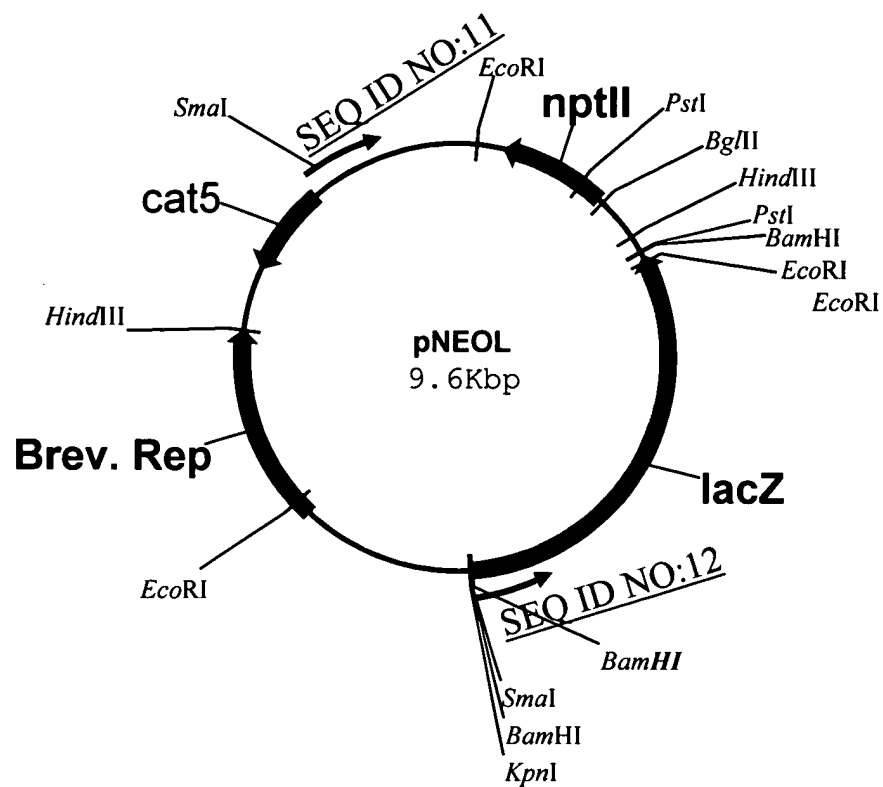 SEQ ID NO:11
EcoRI
SmaI
nptII
PstI
BglII
HindIII
PstI
BamHI
EcoRI
EcoRI
cat5
HindIII
pNEOL
9.6Kbp
Brev. Rep
lacZ
EcoRI
SEQ ID NO:12
BamHI
SmaI
BamHI
KpnI